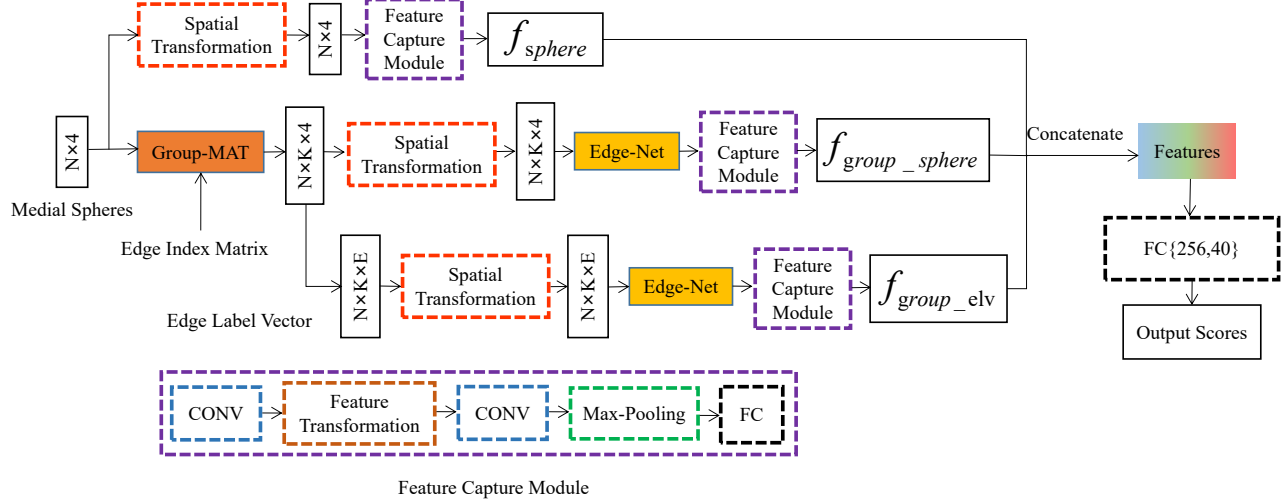 Spatial
Transformation
N×4
Feature
Capture
Module
f sphere
N×4
Medial Spheres
Group-MAT
Edge Index Matrix
N×K×4
Spatial
Transformation
N×K×4
Edge-Net
Feature
Capture
Module
f group _ sphere
Concatenate
Features
FC{256,40}
Output Scores
Edge Label Vector
N×K×E
Spatial
Transformation
N×K×E
Edge-Net
Feature
Capture
Module
f group _ elv
CONV
Feature
Transformation
CONV
Max-Pooling
FC
Feature Capture Module